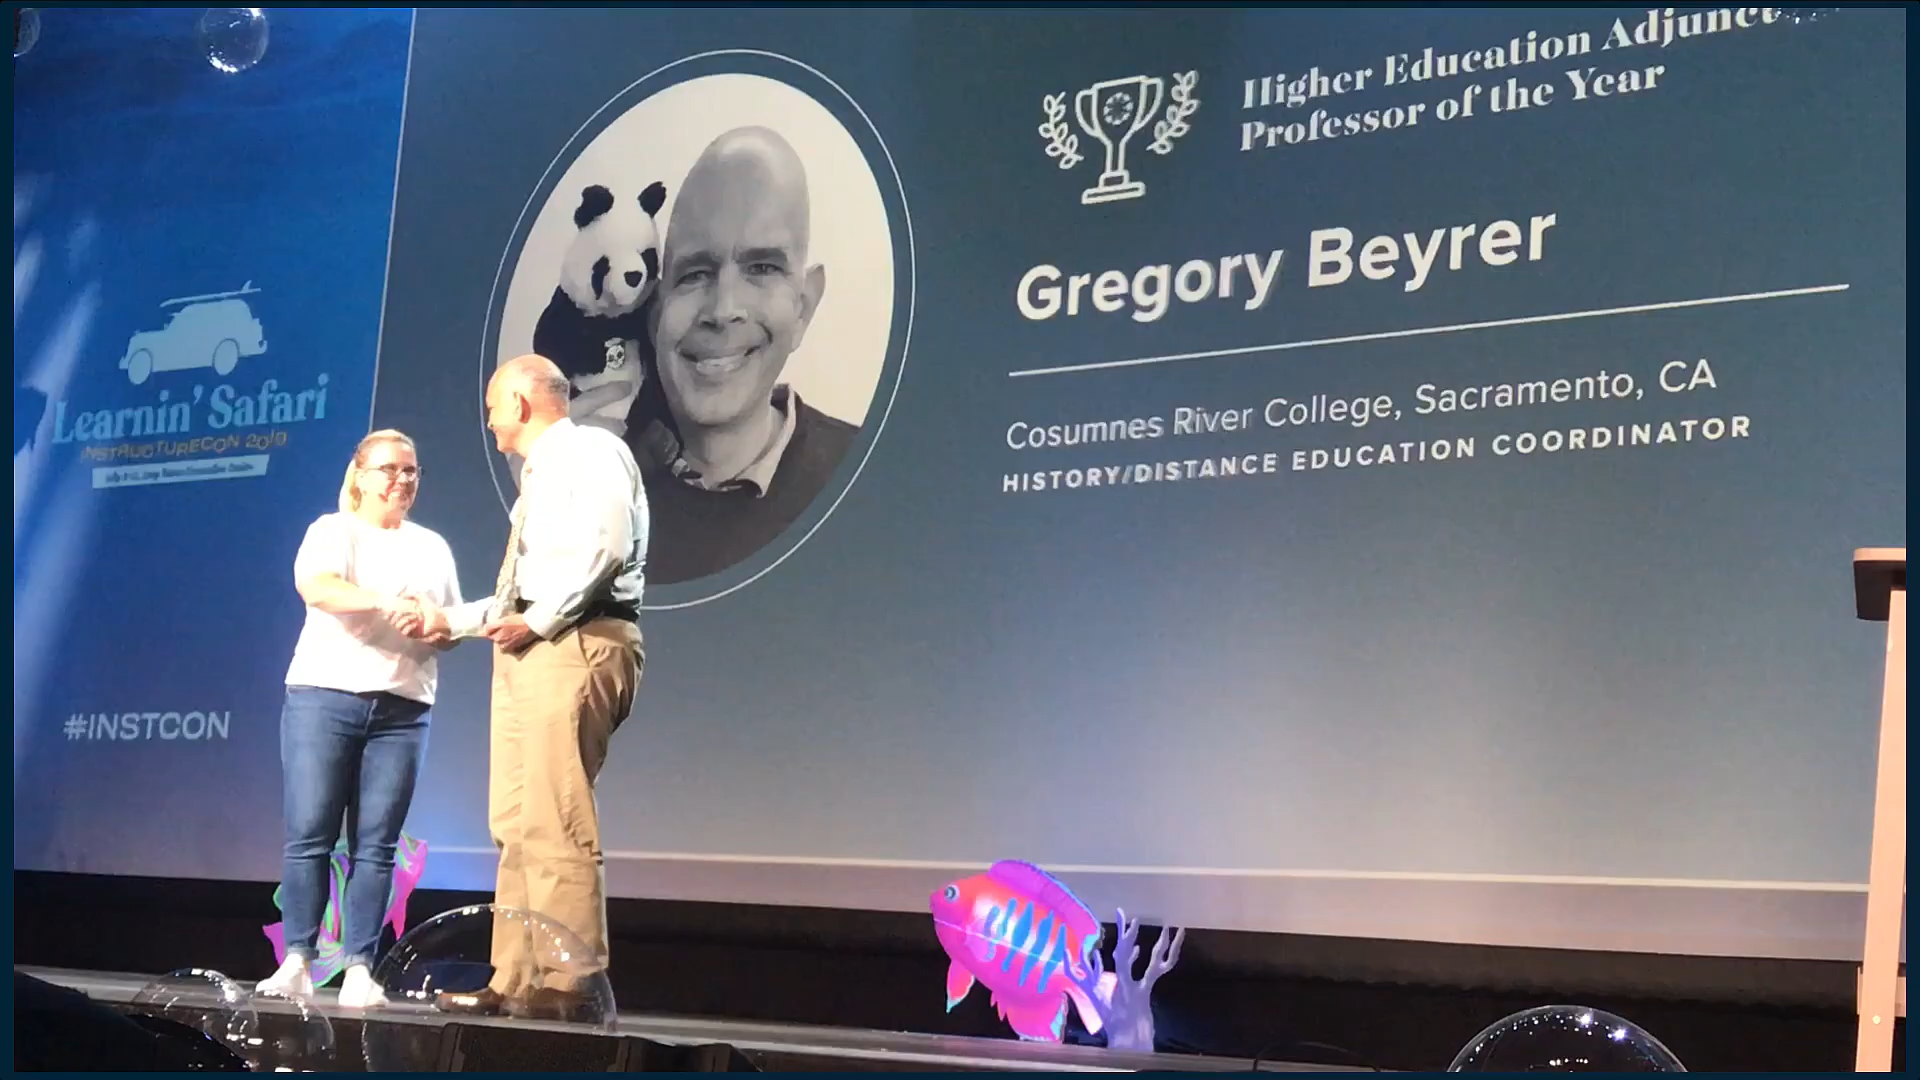 Higher Education Adjunct
Professor of the Year
Gregory Beyrer
Cosumnes River College, Sacramento, CA
HISTORY/DISTANCE EDUCATION COORDINATOR
Learnin' Safari
INSTRUCTURECON 2019
#INSTCON